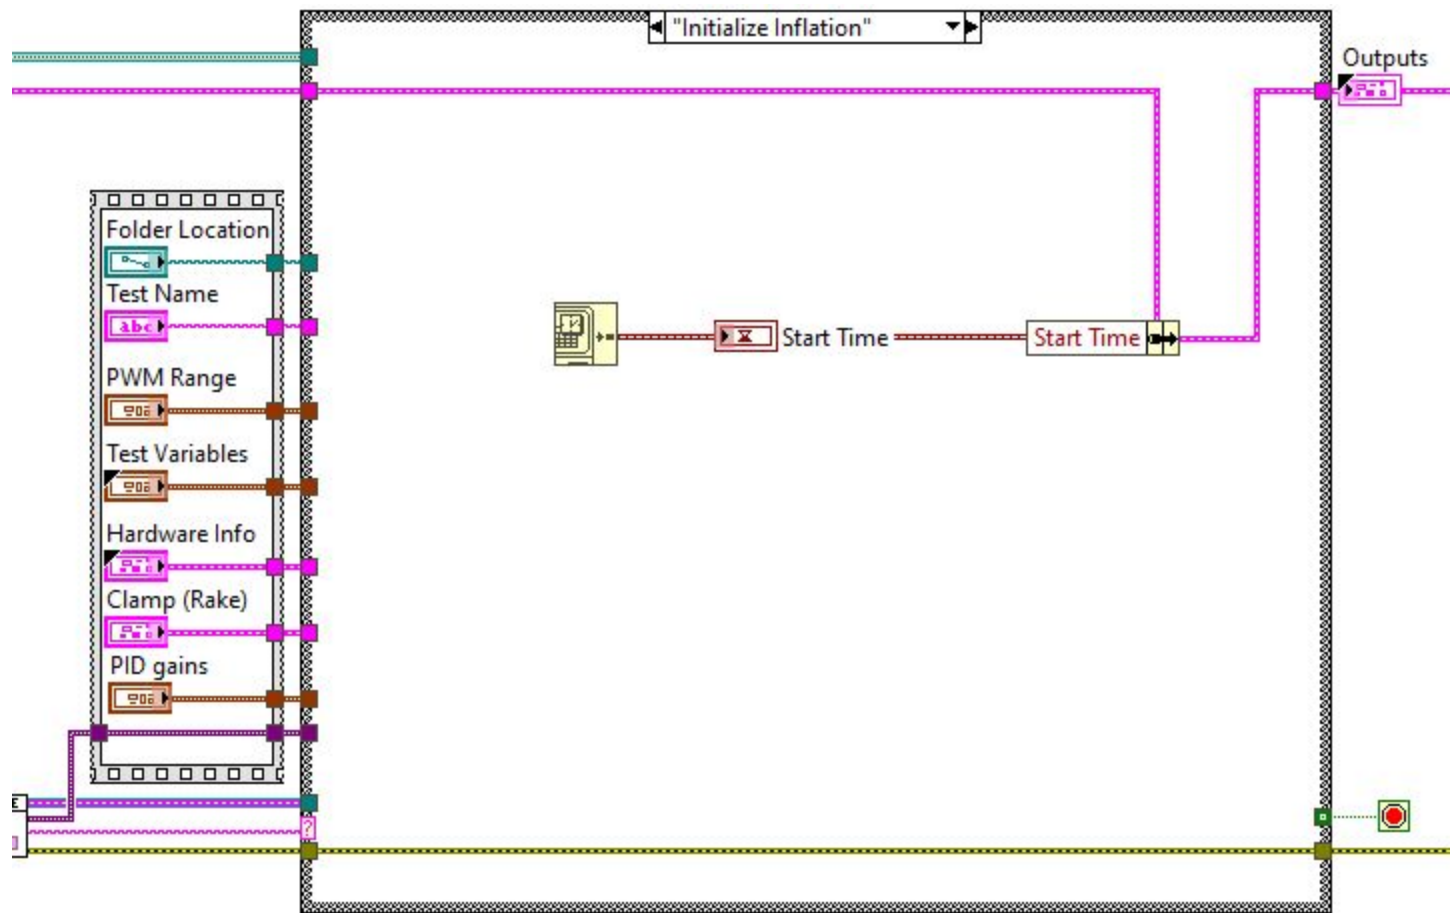 "Initialize Inflation"
Outputs
Folder Location
Test Name
abc
Start Time
Start Time
PWM Range
Test Variables
Hardware Info
Clamp (Rake)
PID gains
E
?